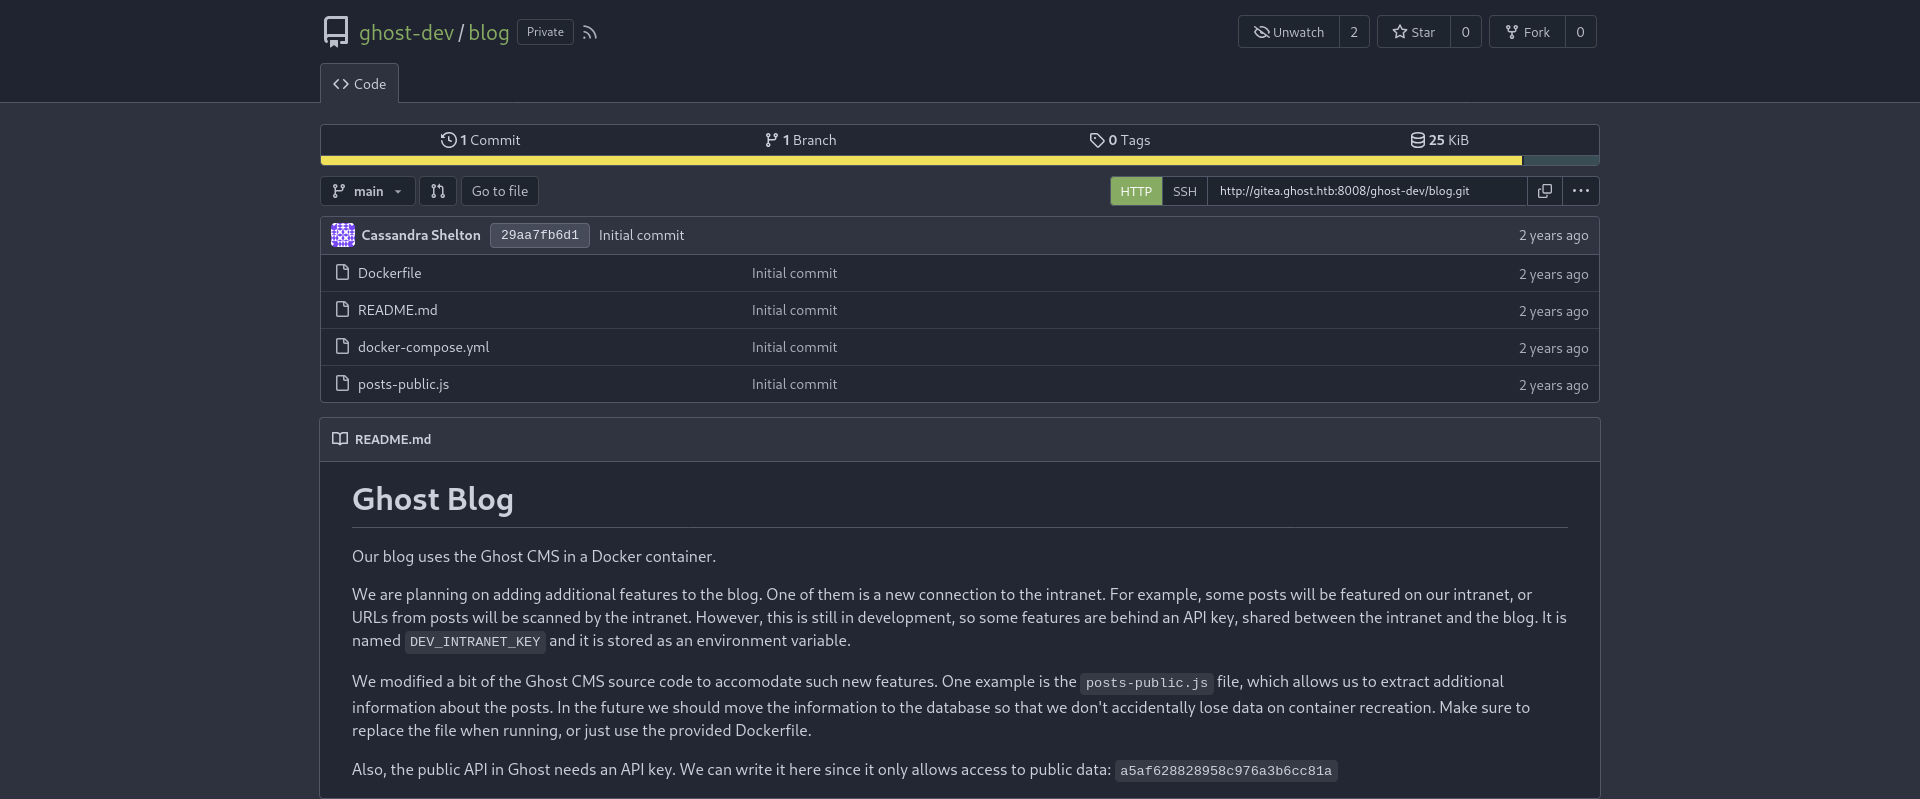 ghost-dev / blog Private
Unwatch 2 Star 0 Fork 0
Code
1 Commit 1 Branch 0 Tags 25 KiB
main Go to file HTTP SSH http://gitea.ghost.htb:8008/ghost-dev/blog.git ···
Cassandra Shelton 29aa7fb6d1 Initial commit 2 years ago
Dockerfile Initial commit 2 years ago
README.md Initial commit 2 years ago
docker-compose.yml Initial commit 2 years ago
posts-public.js Initial commit 2 years ago
README.md
Ghost Blog
Our blog uses the Ghost CMS in a Docker container.
We are planning on adding additional features to the blog. One of them is a new connection to the intranet. For example, some posts will be featured on our intranet, or
URLs from posts will be scanned by the intranet. However, this is still in development, so some features are behind an API key, shared between the intranet and the blog. It is
named DEV_INTRANET_KEY and it is stored as an environment variable.
We modified a bit of the Ghost CMS source code to accomodate such new features. One example is the posts-public.js file, which allows us to extract additional
information about the posts. In the future we should move the information to the database so that we don't accidentally lose data on container recreation. Make sure to
replace the file when running, or just use the provided Dockerfile.
Also, the public API in Ghost needs an API key. We can write it here since it only allows access to public data: a5af628828958c976a3b6cc81a